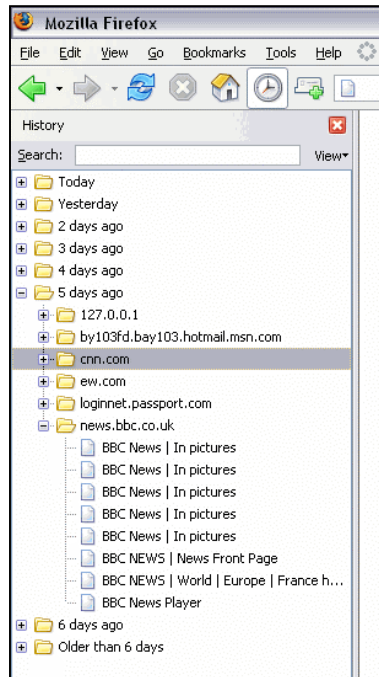 Mozilla Firefox
File Edit View Go Bookmarks Tools Help
History
Search: View
Today
Yesterday
2 days ago
3 days ago
4 days ago
5 days ago
127.0.0.1
by103fd.bay103.hotmail.msn.com
cnn.com
ew.com
loginnet.passport.com
news.bbc.co.uk
BBC News | In pictures
BBC News | In pictures
BBC News | In pictures
BBC News | In pictures
BBC News | In pictures
BBC NEWS | News Front Page
BBC NEWS | World | Europe | France h...
BBC News Player
6 days ago
Older than 6 days